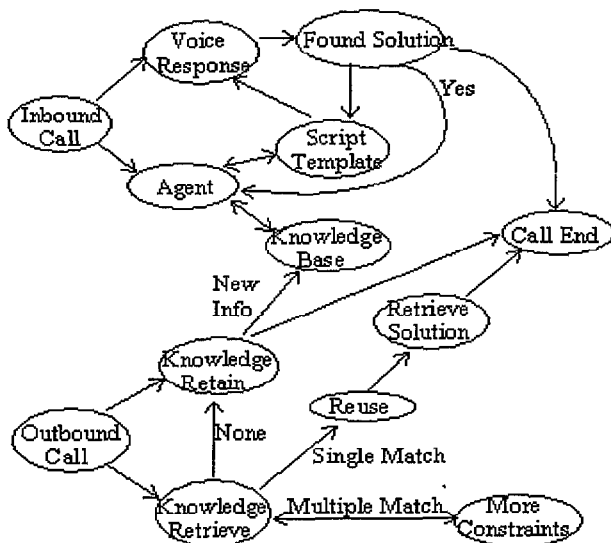 Voice
Response
Found Solution
Yes
Inbound
Call
Script
Template
Agent
Knowledge
Base
Call End
New
Info
Retrieve
Solution
Knowledge
Retain
Reuse
Outbound
Call
None
Single Match
Knowledge
Retrieve
Multiple Match
More
Constraints